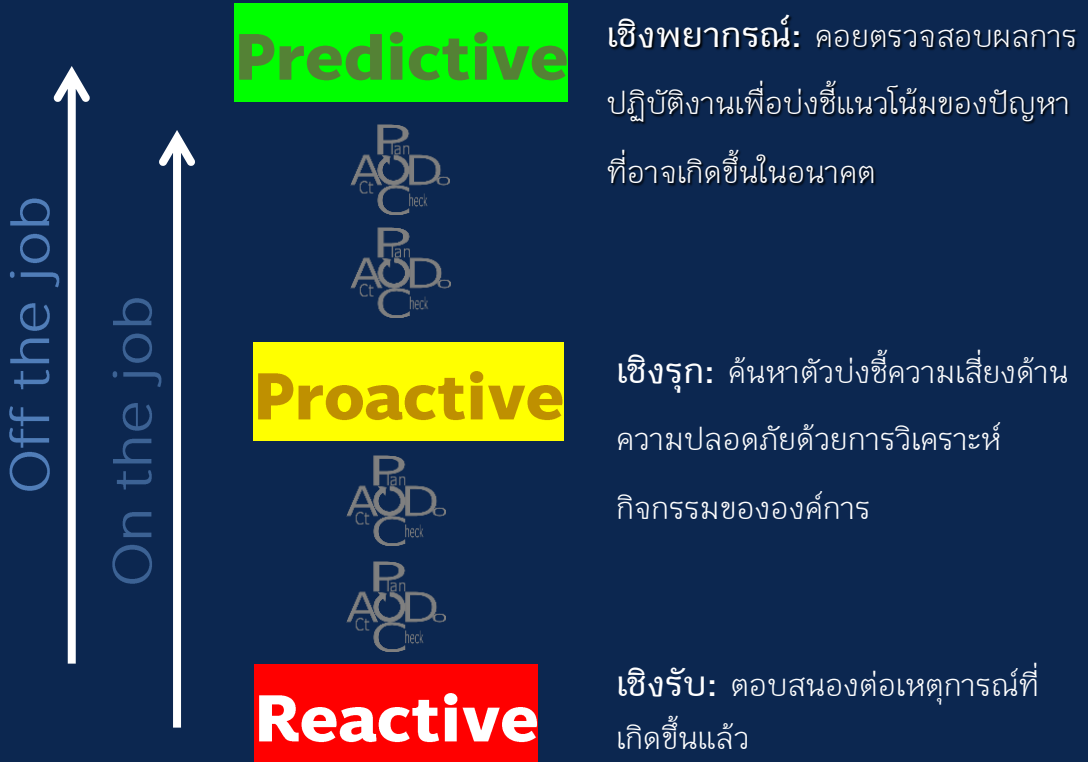 Predictive
เชิงพยากรณ์: คอยตรวจสอบผลการ
ปฏิบัติงานเพื่อบ่งชี้แนวโน้มของปัญหา
ที่อาจเกิดขึ้นในอนาคต
Plan
Act Do
Check
Plan
Act Do
Check
Off the job
On the job
Proactive
เชิงรุก: ค้นหาตัวบ่งชี้ความเสี่ยงด้าน
ความปลอดภัยด้วยการวิเคราะห์
กิจกรรมขององค์การ
Plan
Act Do
Check
Plan
Act Do
Check
Reactive
เชิงรับ: ตอบสนองต่อเหตุการณ์ที่
เกิดขึ้นแล้ว